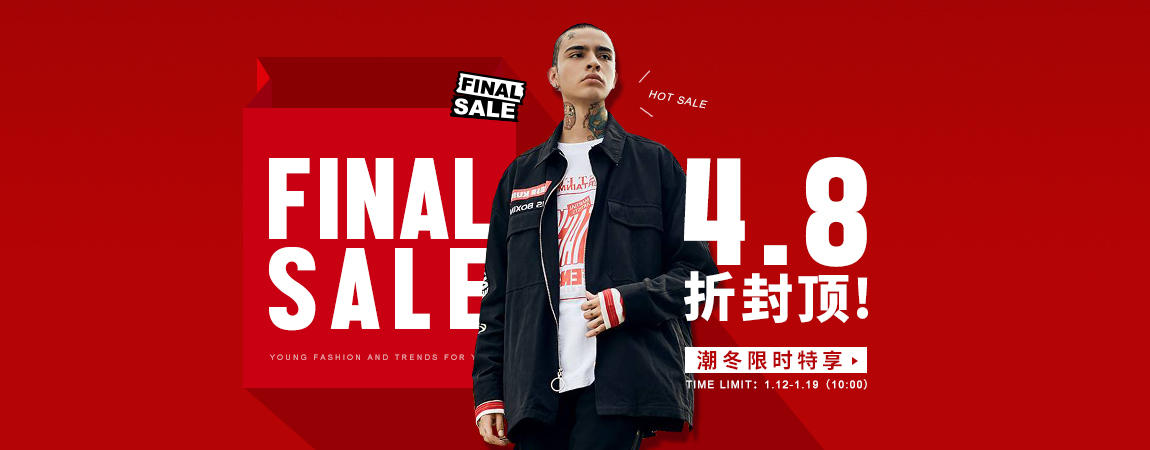 FINAL
SALE
HOT SALE
FINAL
SALE
YOUNG FASHION AND TRENDS FOR
4.8
折封顶!
潮冬限时特享
TIME LIMIT: 1.12-1.19 (10:00)